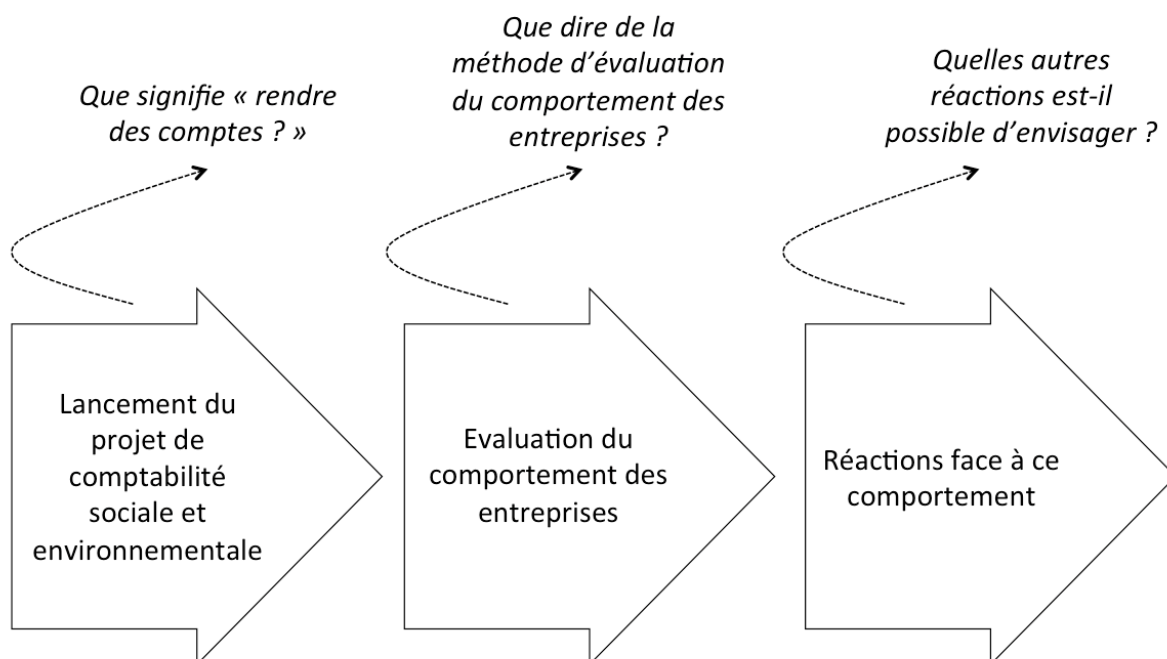 Que signifie « rendre
des comptes ? »
Que dire de la
méthode d’évaluation
du comportement des
entreprises ?
Quelles autres
réactions est-il
possible d’envisager ?
Lancement du
projet de
comptabilité
sociale et
environnementale
Evaluation du
comportement des
entreprises
Réactions face à ce
comportement